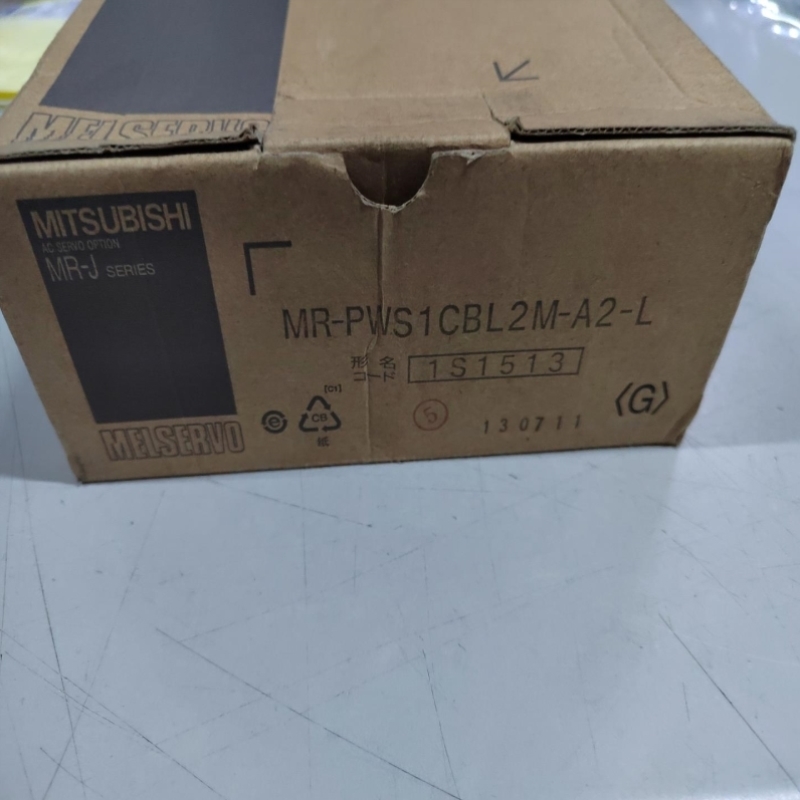 MELSERVO
MITSUBISHI
AC SERVO OPTION
MR-J SERIES
MR-PWS1CBL2M-A2-L
形名
コード
1S1513
[C1]
e
CB
紙
5
130711
〈G〉
MELSERVO